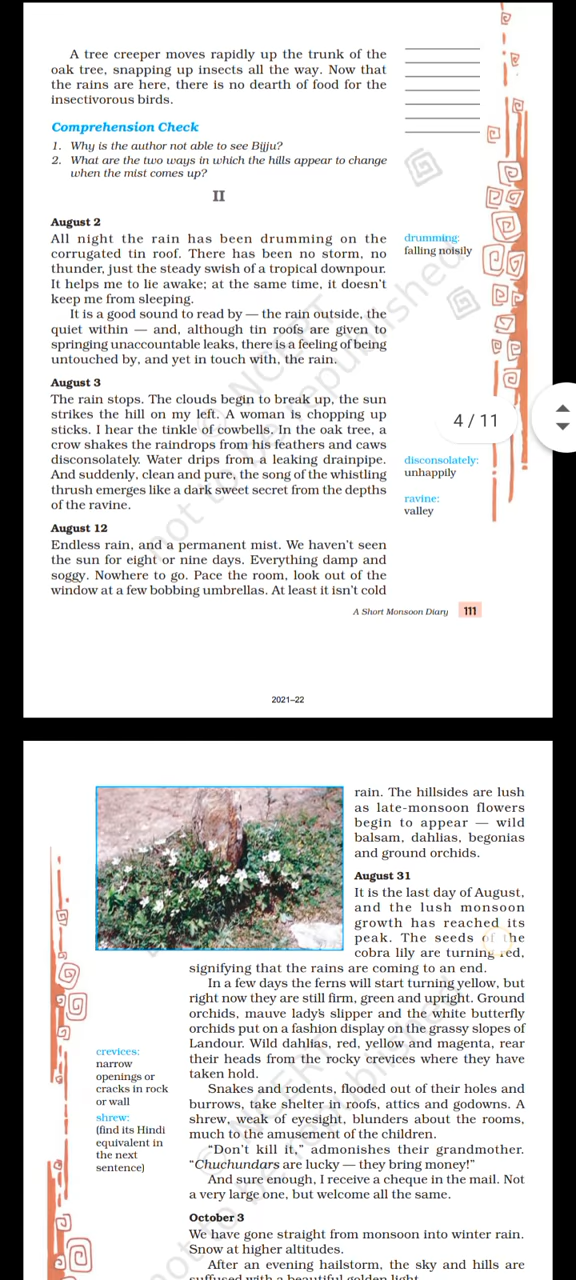 A tree creeper moves rapidly up the trunk of the
oak tree, snapping up insects all the way. Now that
the rains are here, there is no dearth of food for the
insectivorous birds.
Comprehension Check
1. Why is the author not able to see Bijju?
2. What are the two ways in which the hills appear to change
when the mist comes up?
II
August 2
All night the rain has been drumming on the
corrugated tin roof. There has been no storm, no
thunder, just the steady swish of a tropical downpour.
It helps me to lie awake; at the same time, it doesn't
keep me from sleeping.
It is a good sound to read by — the rain outside, the
quiet within — and, although tin roofs are given to
springing unaccountable leaks, there is a feeling of being
untouched by, and yet in touch with, the rain.
drumming:
falling noisily
August 3
The rain stops. The clouds begin to break up, the sun
strikes the hill on my left. A woman is chopping up
sticks. I hear the tinkle of cowbells. In the oak tree, a
crow shakes the raindrops from his feathers and caws
disconsolately. Water drips from a leaking drainpipe.
And suddenly, clean and pure, the song of the whistling
thrush emerges like a dark sweet secret from the depths
of the ravine.
4 / 11
disconsolately:
unhappily
ravine:
valley
August 12
Endless rain, and a permanent mist. We haven't seen
the sun for eight or nine days. Everything damp and
soggy. Nowhere to go. Pace the room, look out of the
window at a few bobbing umbrellas. At least it isn't cold
A Short Monsoon Diary 111
© NCERT
not to be republished
2021–22
rain. The hillsides are lush
as late-monsoon flowers
begin to appear — wild
balsam, dahlias, begonias
and ground orchids.
August 31
It is the last day of August,
and the lush monsoon
growth has reached its
peak. The seeds of the
cobra lily are turning red,
signifying that the rains are coming to an end.
In a few days the ferns will start turning yellow, but
right now they are still firm, green and upright. Ground
orchids, mauve lady's slipper and the white butterfly
orchids put on a fashion display on the grassy slopes of
Landour. Wild dahlias, red, yellow and magenta, rear
their heads from the rocky crevices where they have
taken hold.
crevices:
narrow
openings or
cracks in rock
or wall
shrew:
(find its Hindi
equivalent in
the next
sentence)
Snakes and rodents, flooded out of their holes and
burrows, take shelter in roofs, attics and godowns. A
shrew, weak of eyesight, blunders about the rooms,
much to the amusement of the children.
"Don't kill it," admonishes their grandmother.
"Chuchundars are lucky — they bring money!"
And sure enough, I receive a cheque in the mail. Not
a very large one, but welcome all the same.
October 3
We have gone straight from monsoon into winter rain.
Snow at higher altitudes.
After an evening hailstorm, the sky and hills are
suffused with a beautiful golden light.
© NCERT
not to be republished